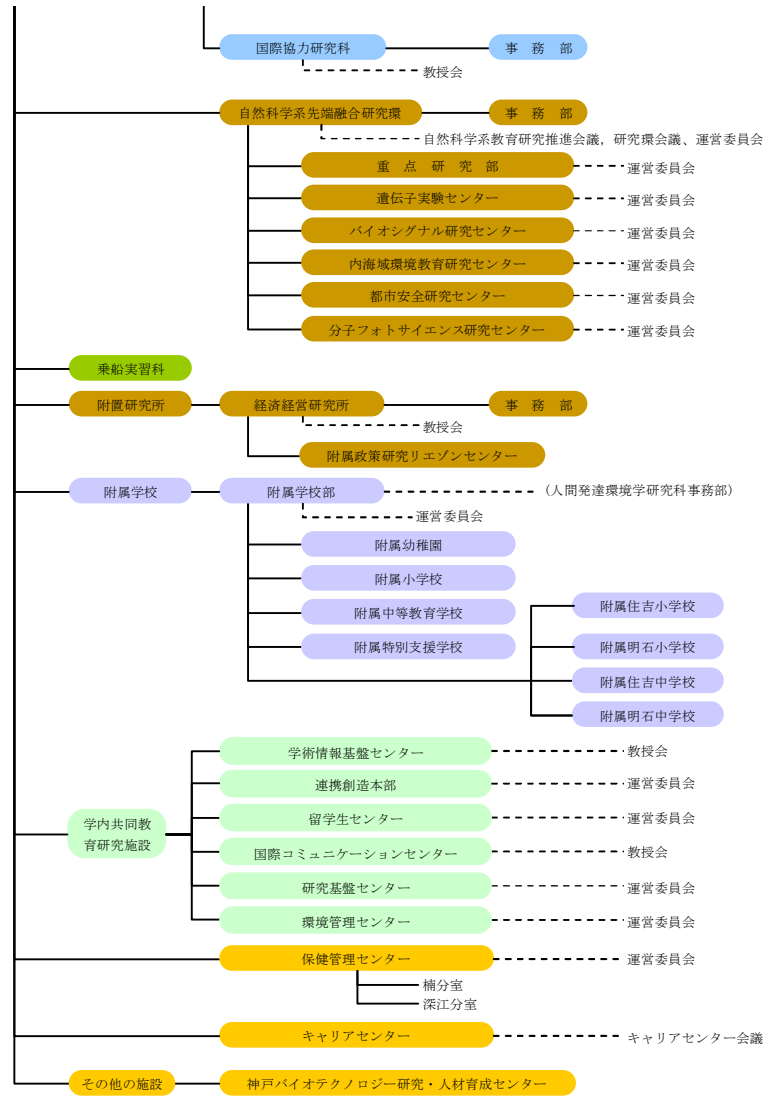 国際協力研究科
事 務 部
教授会
自然科学系先端融合研究環
事 務 部
自然科学系教育研究推進会議，研究環会議、運営委員会
重 点 研 究 部
運営委員会
遺伝子実験センター
運営委員会
バイオシグナル研究センター
運営委員会
内海域環境教育研究センター
運営委員会
都市安全研究センター
運営委員会
分子フォトサイエンス研究センター
運営委員会
乗船実習科
附置研究所
経済経営研究所
事 務 部
教授会
附属政策研究リエゾンセンター
附属学校
附属学校部
（人間発達環境学研究科事務部）
運営委員会
附属幼稚園
附属小学校
附属中等教育学校
附属特別支援学校
附属住吉小学校
附属明石小学校
附属住吉中学校
附属明石中学校
学内共同教
育研究施設
学術情報基盤センター
教授会
連携創造本部
運営委員会
留学生センター
運営委員会
国際コミュニケーションセンター
教授会
研究基盤センター
運営委員会
環境管理センター
運営委員会
保健管理センター
運営委員会
楠分室
深江分室
キャリアセンター
キャリアセンター会議
その他の施設
神戸バイオテクノロジー研究・人材育成センター